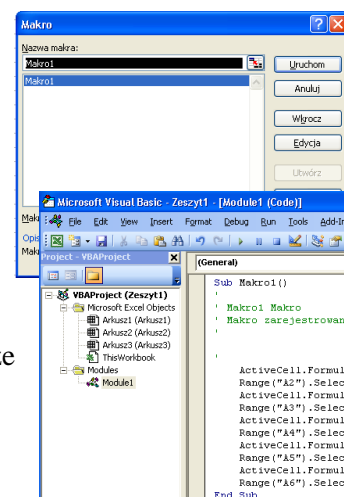 Makro
Nazwa makra:
Makro1
Uruchom
Makro1
Anuluj
Wkrocz
Edycja
Utwórz
Microsoft Visual Basic - Zeszyt1 - [Module1 (Code)]
File Edit View Insert Format Debug Run Tools Add-In
Project - VBAProject
(General)
VBAProject (Zeszyt1)
Microsoft Excel Objects
Arkusz1 (Arkusz1)
Arkusz2 (Arkusz2)
Arkusz3 (Arkusz3)
ThisWorkbook
Modules
Module1
Sub Makro1()
'
' Makro1 Makro
' Makro zarejestrowan
'
'
ActiveCell.Formul
Range("A2").Selec
ActiveCell.Formul
Range("A3").Selec
ActiveCell.Formul
Range("A4").Selec
ActiveCell.Formul
Range("A5").Selec
ActiveCell.Formul
Range("A6").Selec
End Sub
ze